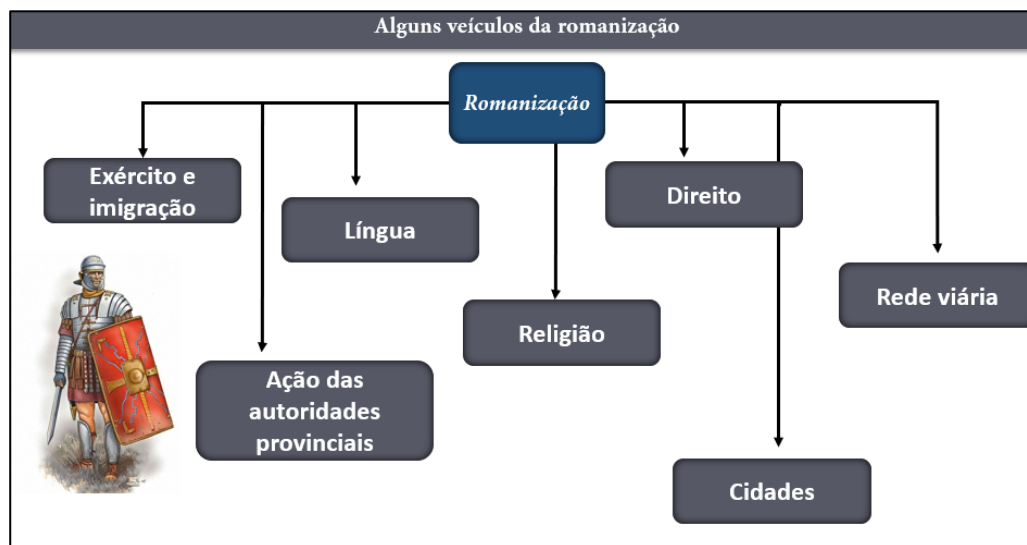 Alguns veículos da romanização
Romanização
Exército e
imigração
Língua
Ação das
autoridades
provinciais
Religião
Direito
Cidades
Rede viária